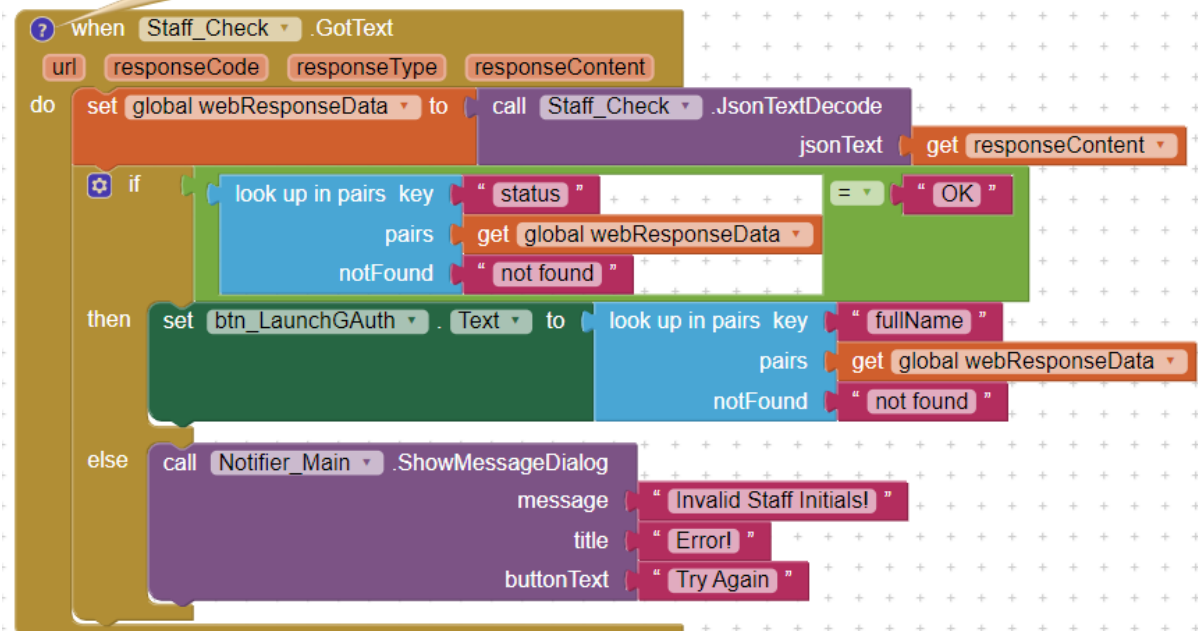 ? when Staff_Check .GotText
url responseCode responseType responseContent
do set global webResponseData to call Staff_Check .JsonTextDecode
jsonText get responseContent
if look up in pairs key " status " = " OK "
pairs get global webResponseData
notFound " not found "
then set btn_LaunchGAuth . Text to look up in pairs key " fullName "
pairs get global webResponseData
notFound " not found "
else call Notifier_Main .ShowMessageDialog
message " Invalid Staff Initials! "
title " Error! "
buttonText " Try Again "